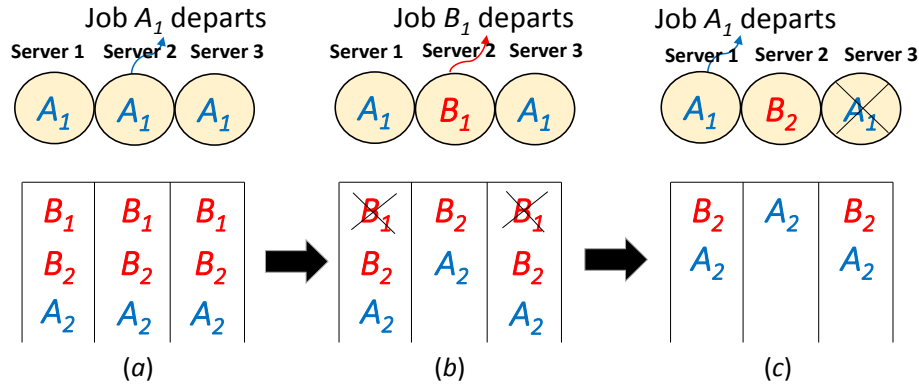 Job A₁ departs Job B₁ departs Job A₁ departs
Server 1 Server 2 Server 3 Server 1 Server 2 Server 3 Server 1 Server 2 Server 3
A₁ A₁ A₁ A₁ B₁ A₁ A₁ B₂ A₁
B₁ B₁ B₁ B₁ B₂ B₁ B₂ A₂ B₂
B₂ B₂ B₂ B₂ A₂ B₂ A₂ A₂
A₂ A₂ A₂ A₂ A₂
(a) (b) (c)